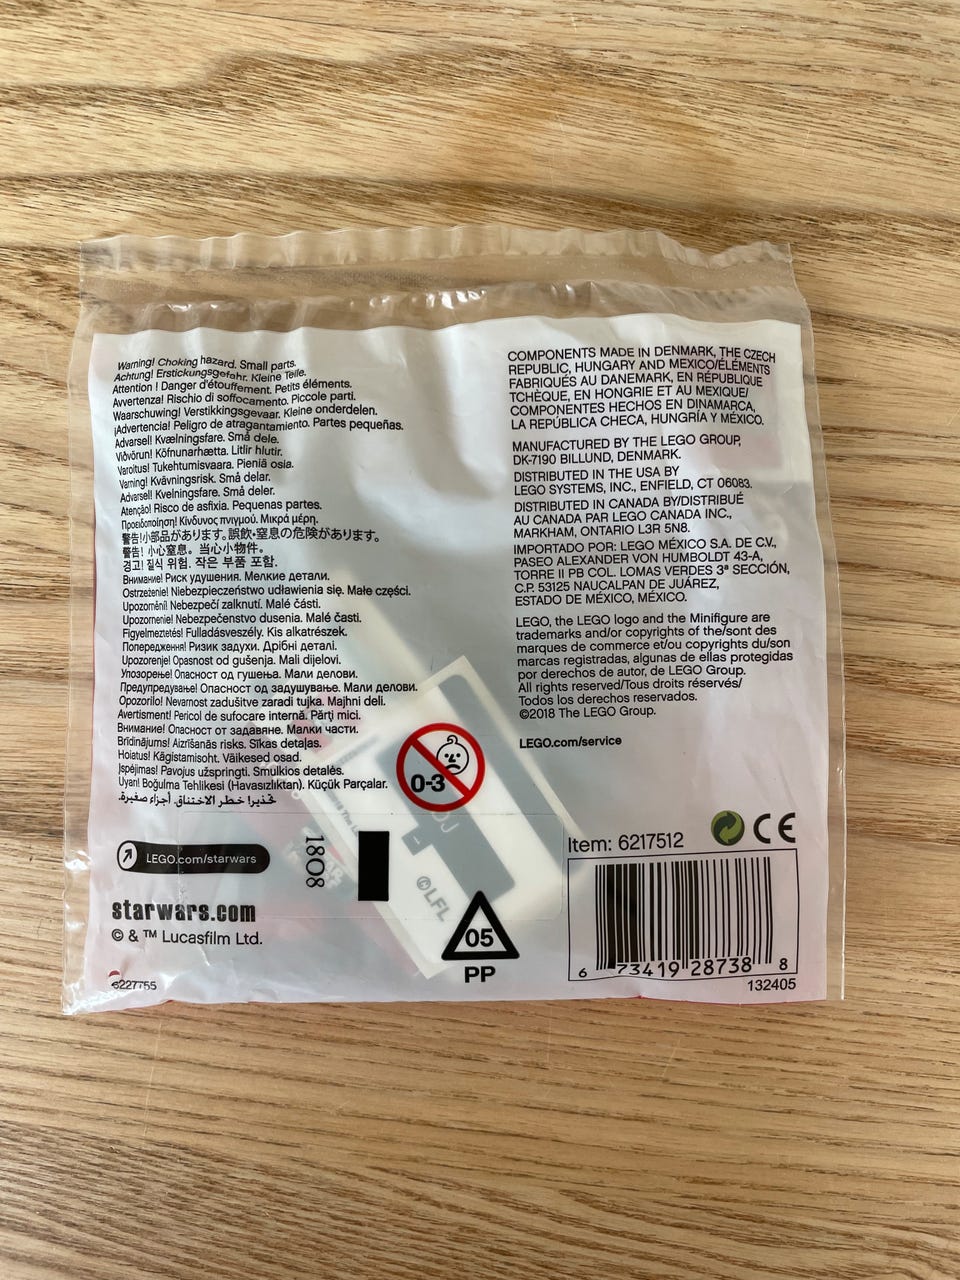 Warning! Choking hazard. Small parts.
Achtung! Erstickungsgefahr. Kleine Teile.
Attention ! Danger d'étouffement. Petits éléments.
Avvertenza! Rischio di soffocamento. Piccole parti.
Waarschuwing! Verstikkingsgevaar. Kleine onderdelen.
¡Advertencia! Peligro de atragantamiento. Partes pequeñas.
Advarsel! Kvælningsfare. Små dele.
Viðvörun! Köfnunarhætta. Litlir hlutir.
Varoitus! Tukehtumisvaara. Pieniä osia.
Varning! Kvävningsrisk. Små delar.
Advarsel! Kvelningsfare. Små deler.
Atenção! Risco de asfixia. Pequenas partes.
Προειδοποίηση! Κίνδυνος πνιγμού. Μικρά μέρη.
警告!小部品があります。誤飲・窒息の危険があります。
警告! 小心窒息。当心小物件。
경고! 질식 위험. 작은 부품 포함.
Внимание! Риск удушения. Мелкие детали.
Ostrzeżenie! Niebezpieczeństwo udławienia się. Małe części.
Upozornění! Nebezpečí zalknutí. Malé části.
Upozornenie! Nebezpečenstvo dusenia. Malé časti.
Figyelmeztetés! Fulladásveszély. Kis alkatrészek.
Попередження! Ризик задухи. Дрібні деталі.
Upozorenje! Opasnost od gušenja. Mali dijelovi.
Упозорење! Опасност од гушења. Мали делови.
Предупредување! Опасност од задушување. Мали делови.
Opozorilo! Nevarnost zadušitve zaradi tujka. Majhni deli.
Avertisment! Pericol de sufocare internă. Părți mici.
Внимание! Опасност от задавяне. Малки части.
Brīdinājums! Aizrīšanās risks. Sīkas detaļas.
Hoiatus! Kägistamisoht. Väikesed osad.
Įspėjimas! Pavojus užspringti. Smulkios detalės.
Uyarı! Boğulma Tehlikesi (Havasızlıktan). Küçük Parçalar.
تحذير! خطر الاختناق. أجزاء صغيرة.
0-3
LEGO.com/starwars
1808
starwars.com
© & ™ Lucasfilm Ltd.
6227755
©LFL
05
PP
COMPONENTS MADE IN DENMARK, THE CZECH
REPUBLIC, HUNGARY AND MEXICO/ÉLÉMENTS
FABRIQUÉS AU DANEMARK, EN RÉPUBLIQUE
TCHÈQUE, EN HONGRIE ET AU MEXIQUE/
COMPONENTES HECHOS EN DINAMARCA,
LA REPÚBLICA CHECA, HUNGRÍA Y MÉXICO.
MANUFACTURED BY THE LEGO GROUP,
DK-7190 BILLUND, DENMARK.
DISTRIBUTED IN THE USA BY
LEGO SYSTEMS, INC., ENFIELD, CT 06083.
DISTRIBUTED IN CANADA BY/DISTRIBUÉ
AU CANADA PAR LEGO CANADA INC.,
MARKHAM, ONTARIO L3R 5N8.
IMPORTADO POR: LEGO MÉXICO S.A. DE C.V.,
PASEO ALEXANDER VON HUMBOLDT 43-A,
TORRE II PB COL. LOMAS VERDES 3ª SECCIÓN,
C.P. 53125 NAUCALPAN DE JUÁREZ,
ESTADO DE MÉXICO, MÉXICO.
LEGO, the LEGO logo and the Minifigure are
trademarks and/or copyrights of the/sont des
marques de commerce et/ou copyrights du/son
marcas registradas, algunas de ellas protegidas
por derechos de autor, de LEGO Group.
All rights reserved/Tous droits réservés/
Todos los derechos reservados.
©2018 The LEGO Group.
LEGO.com/service
Item: 6217512
CE
6 73419 28738 8
132405